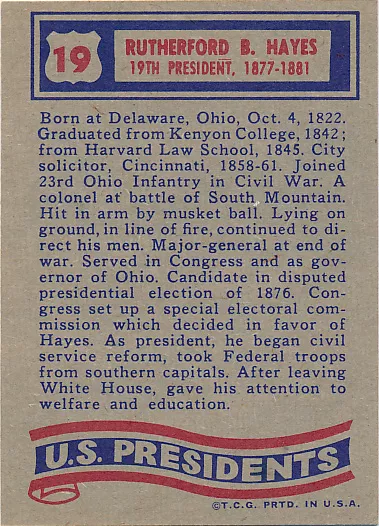 19
RUTHERFORD B. HAYES
19TH PRESIDENT, 1877-1881
Born at Delaware, Ohio, Oct. 4, 1822.
Graduated from Kenyon College, 1842;
from Harvard Law School, 1845. City
solicitor, Cincinnati, 1858-61. Joined
23rd Ohio Infantry in Civil War. A
colonel at battle of South Mountain.
Hit in arm by musket ball. Lying on
ground, in line of fire, continued to di-
rect his men. Major-general at end of
war. Served in Congress and as gov-
ernor of Ohio. Candidate in disputed
presidential election of 1876. Con-
gress set up a special electoral com-
mission which decided in favor of
Hayes. As president, he began civil
service reform, took Federal troops
from southern capitals. After leaving
White House, gave his attention to
welfare and education.
U.S. PRESIDENTS
©T.C.G. PRTD. IN U.S.A.